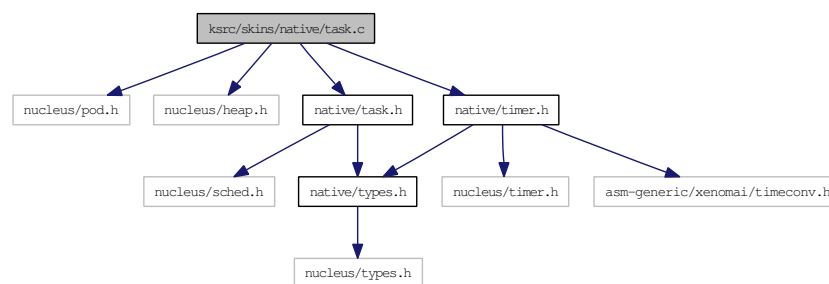 ksrc/skins/native/task.c
nucleus/pod.h
nucleus/heap.h
native/task.h
native/timer.h
nucleus/sched.h
native/types.h
nucleus/timer.h
asm-generic/xenomai/timeconv.h
nucleus/types.h